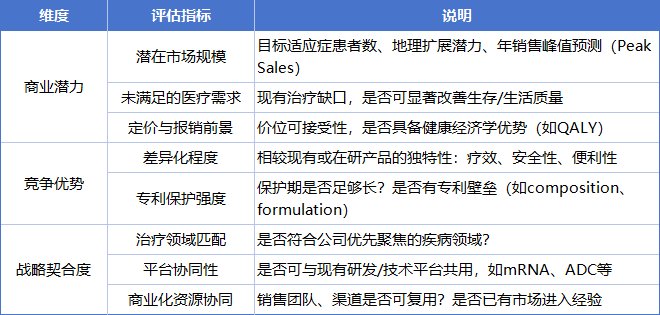 维度 评估指标 说明
商业潜力
潜在市场规模 目标适应症患者数、地理扩展潜力、年销售峰值预测（Peak
Sales）
未满足的医疗需求 现有治疗缺口，是否可显著改善生存/生活质量
定价与报销前景 价位可接受性，是否具备健康经济学优势（如QALY）
竞争优势
差异化程度 相较现有或在研产品的独特性：疗效、安全性、便利性
专利保护强度 保护期是否足够长？是否有专利壁垒（如composition、
formulation）
战略契合度
治疗领域匹配 是否符合公司优先聚焦的疾病领域？
平台协同性 是否可与现有研发/技术平台共用，如mRNA、ADC等
商业化资源协同 销售团队、渠道是否可复用？是否已有市场进入经验